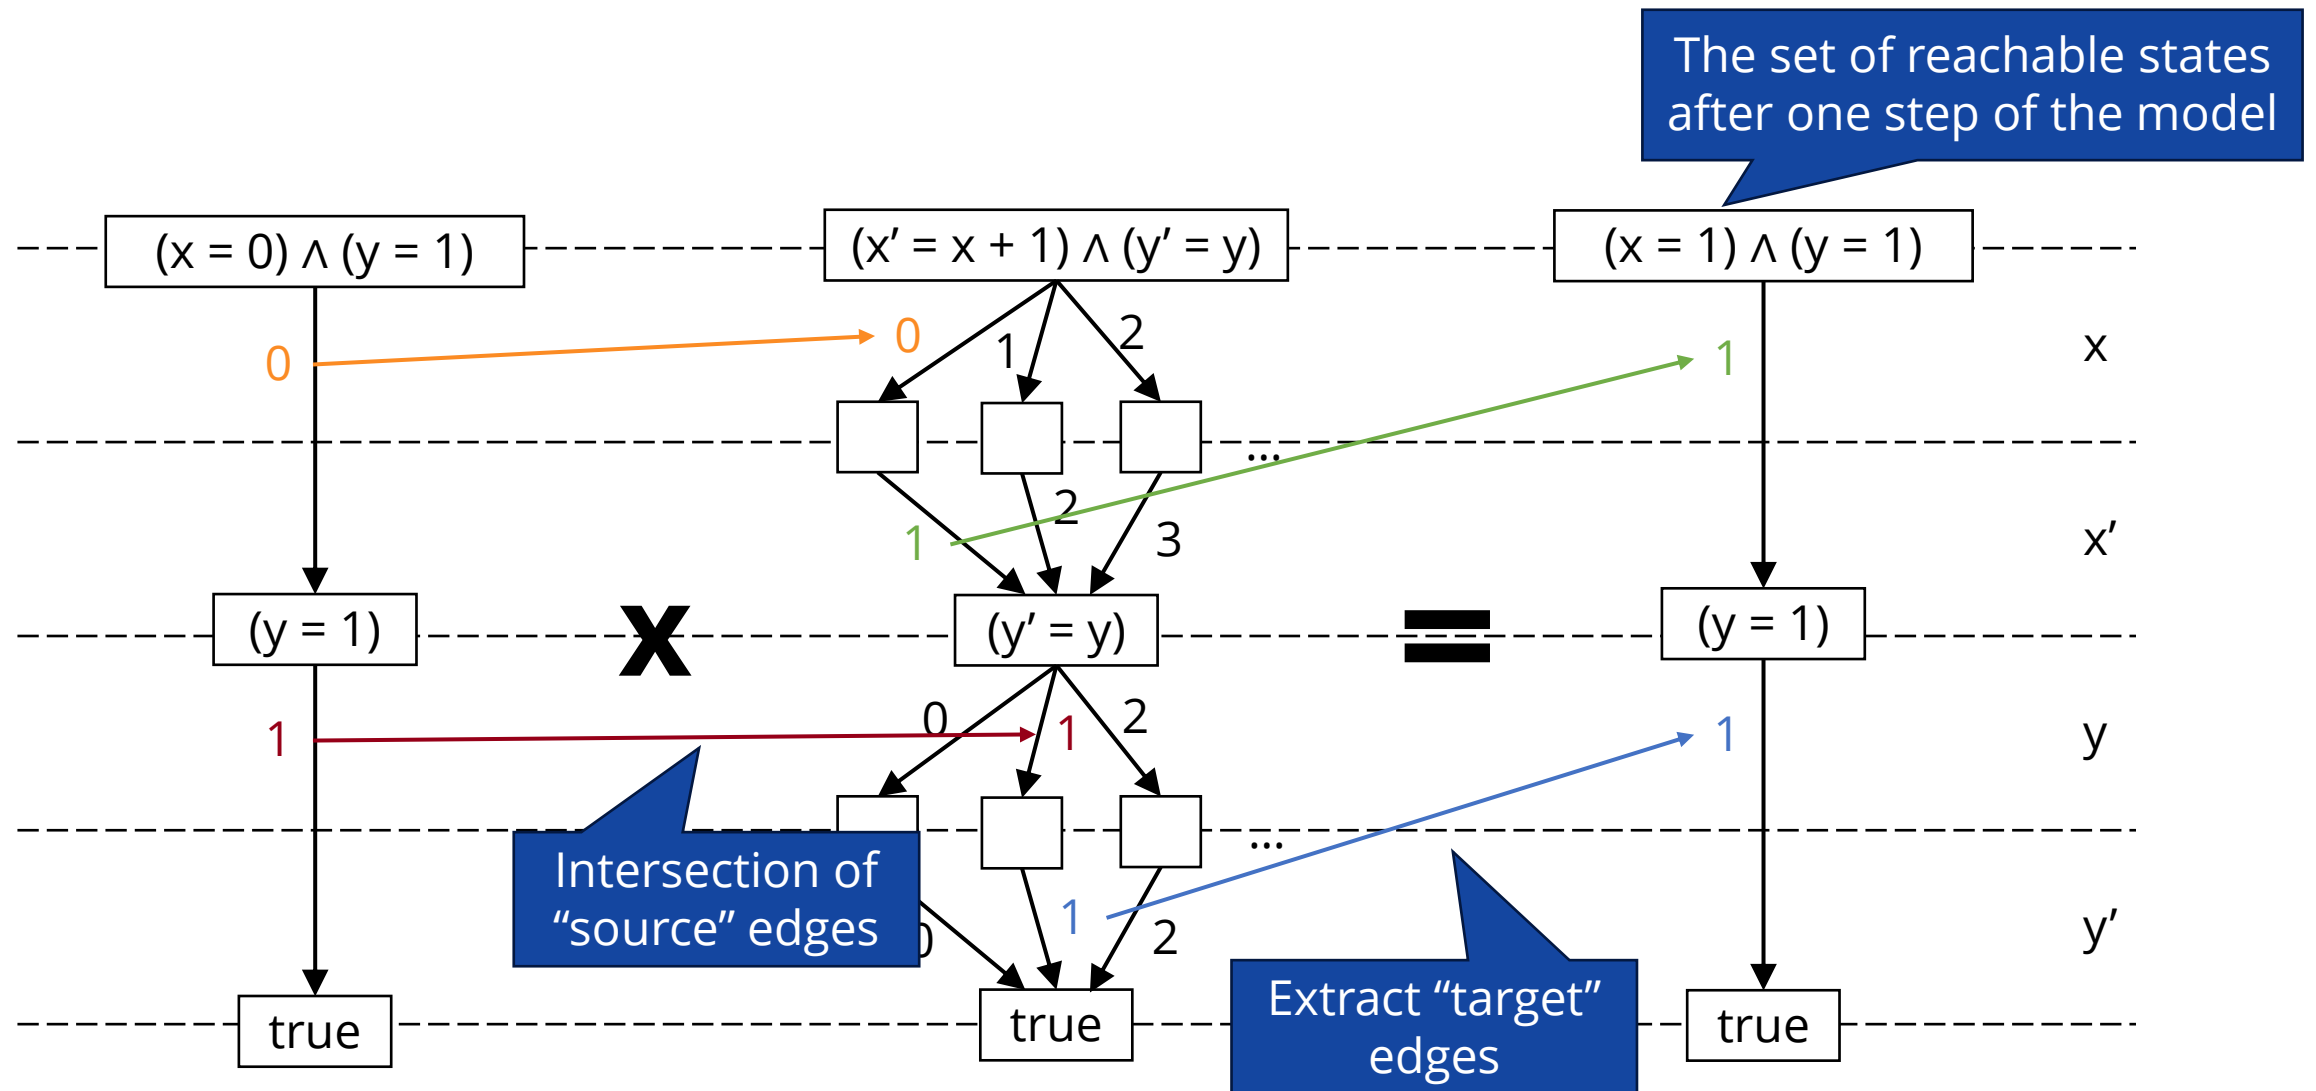 The set of reachable states
after one step of the model
(x = 0) ∧ (y = 1)
(x’ = x + 1) ∧ (y’ = y)
(x = 1) ∧ (y = 1)
0
0
1
2
1
x
...
1
2
3
x’
(y = 1)
x
(y’ = y)
=
(y = 1)
1
0
1
2
1
y
...
Intersection of
“source” edges
0
1
2
y’
Extract “target”
edges
true
true
true